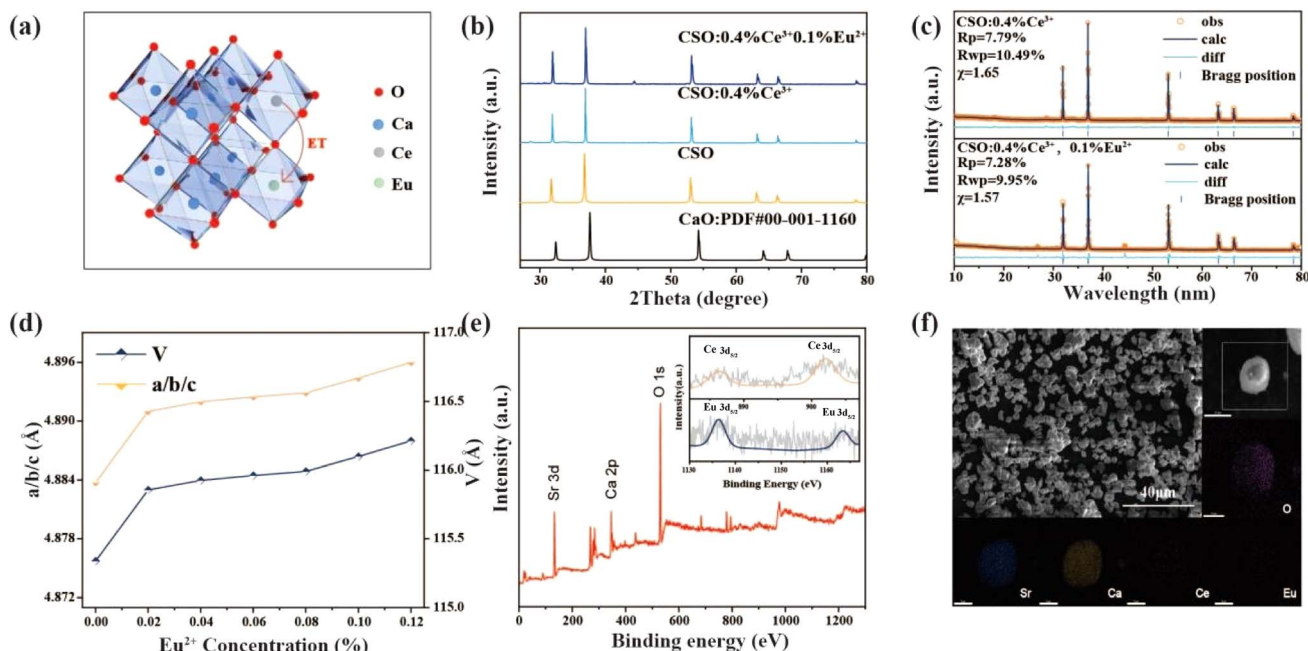 (a)
O
Ca
Ce
Eu
ET
(b)
Intensity (a.u.)
CSO:0.4%Ce³⁺0.1%Eu²⁺
CSO:0.4%Ce³⁺
CSO
CaO:PDF#00-001-1160
30 40 50 60 70 80
2Theta (degree)
(c)
Intensity (a.u.)
CSO:0.4%Ce³⁺
Rp=7.79%
Rwp=10.49%
χ=1.65
obs
calc
diff
Bragg position
CSO:0.4%Ce³⁺, 0.1%Eu²⁺
Rp=7.28%
Rwp=9.95%
χ=1.57
obs
calc
diff
Bragg position
10 20 30 40 50 60 70 80
Wavelength (nm)
(d)
V
a/b/c
a/b/c (Å)
4.896
4.890
4.884
4.878
4.872
117.0
116.5
116.0
115.5
115.0
V (Å)
0.00 0.02 0.04 0.06 0.08 0.10 0.12
Eu²⁺ Concentration (%)
(e)
Intensity (a.u.)
Sr 3d
Ca 2p
O 1s
Intensity(a.u.)
Ce 3d5/2
Ce 3d5/2
890 900
Eu 3d5/2
Eu 3d5/2
1130 1140 1160
Binding Energy (eV)
0 200 400 600 800 1000 1200
Binding energy (eV)
(f)
40μm
O
Sr
Ca
Ce
Eu